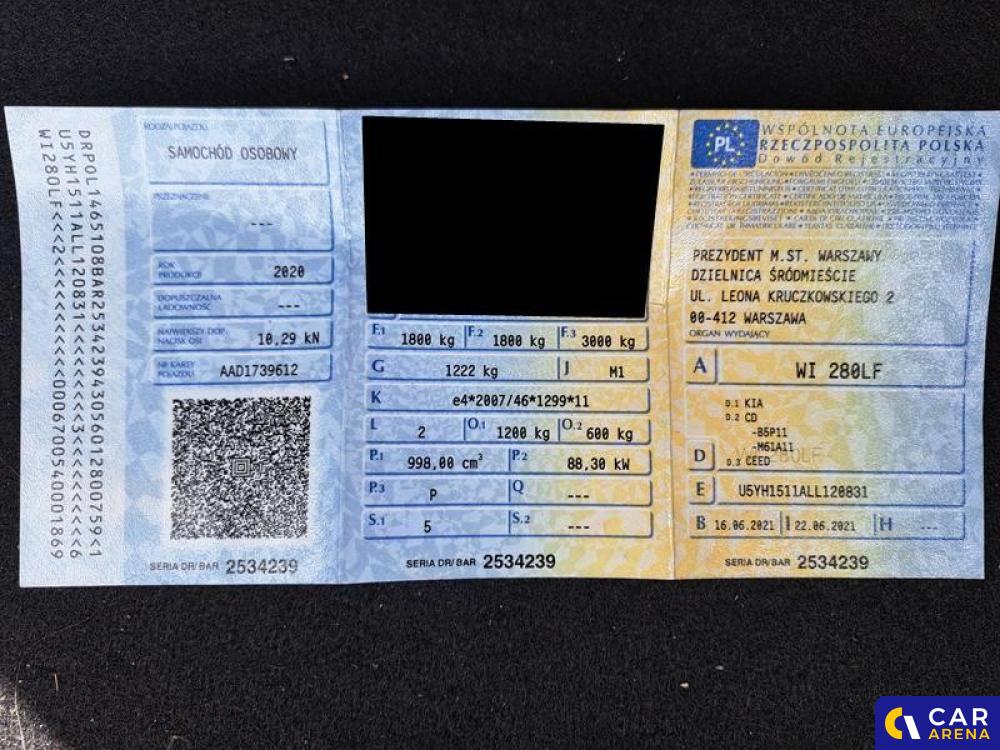 DRPOL1465108BAR25342394305601280075 9<1
U5YH1511ALL120831<<<<<<<<3<<<<<<<<<<<<<6
WI280LF<<<2<<<<<<<<<<<<<0006700540001869
RODZAJ POJAZDU
SAMOCHÓD OSOBOWY
PRZEZNACZENIE
---
ROK PRODUKCJI 2020
DOPUSZCZALNA ŁADOWNOŚĆ ---
NAJWIĘKSZY DOP. NACISK OSI 10,29 kN
NR KARTY POJAZDU AAD1739612
SERIA DR/BAR 2534239
F.1 1800 kg F.2 1800 kg F.3 3000 kg
G 1222 kg J M1
K e4*2007/46*1299*11
L 2 O.1 1200 kg O.2 600 kg
P.1 998,00 cm³ P.2 88,30 kW
P.3 P Q ---
S.1 5 S.2 ---
SERIA DR/BAR 2534239
PL
WSPÓLNOTA EUROPEJSKA
RZECZPOSPOLITA POLSKA
Dowód Rejestracyjny
PREZYDENT M.ST. WARSZAWY
DZIELNICA ŚRÓDMIEŚCIE
UL. LEONA KRUCZKOWSKIEGO 2
00-412 WARSZAWA
ORGAN WYDAJĄCY
A WI 280LF
D.1 KIA
D.2 CD
-B5P11
-M61A11
D D.3 CEED
E U5YH1511ALL120831
B 16.06.2021 I 22.06.2021 H ---
SERIA DR/BAR 2534239
CAR
ARENA